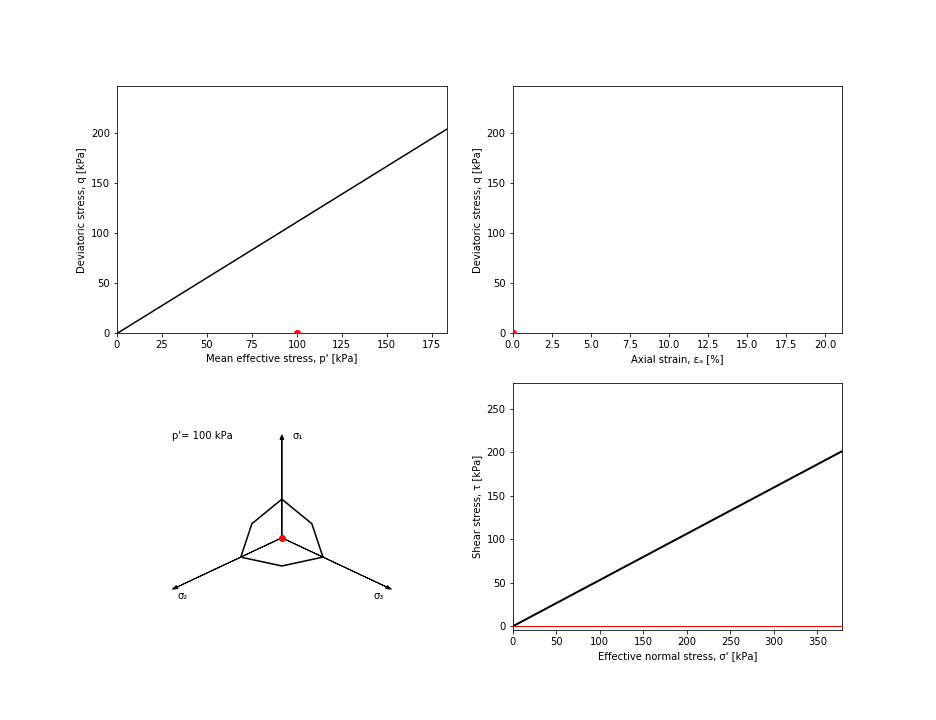 Deviatoric stress, q [kPa]
200
150
100
50
0
0 25 50 75 100 125 150 175
Mean effective stress, p' [kPa]
Deviatoric stress, q [kPa]
200
150
100
50
0
0.0 2.5 5.0 7.5 10.0 12.5 15.0 17.5 20.0
Axial strain, εₐ [%]
p'= 100 kPa
σ₁
σ₂
σ₃
Shear stress, τ [kPa]
250
200
150
100
50
0
0 50 100 150 200 250 300 350
Effective normal stress, σ' [kPa]